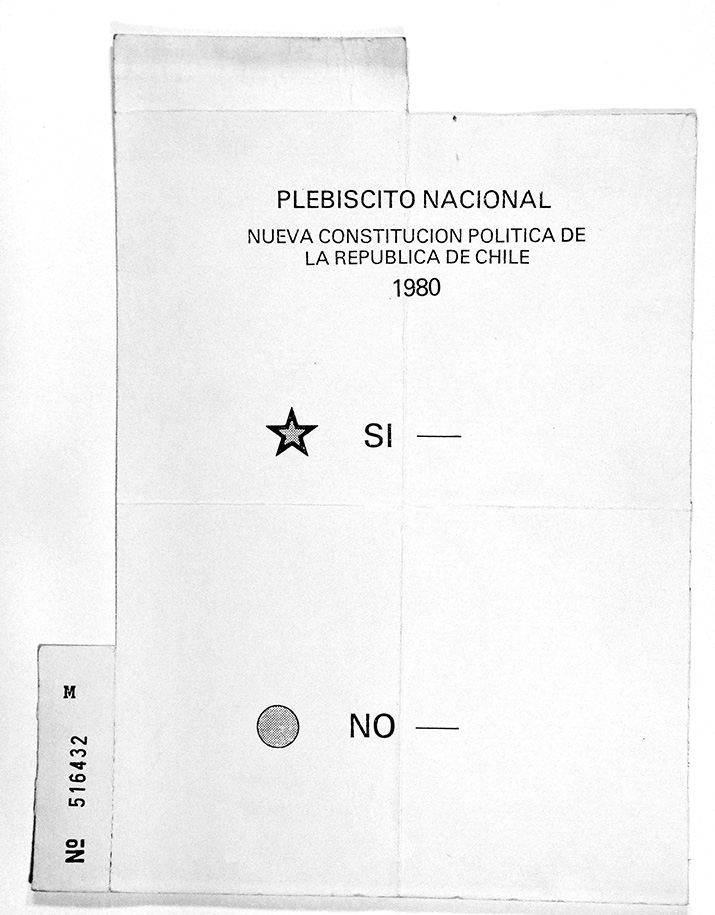 PLEBISCITO NACIONAL
NUEVA CONSTITUCION POLITICA DE
LA REPUBLICA DE CHILE
1980
SI —
NO —
M
Nº 516432